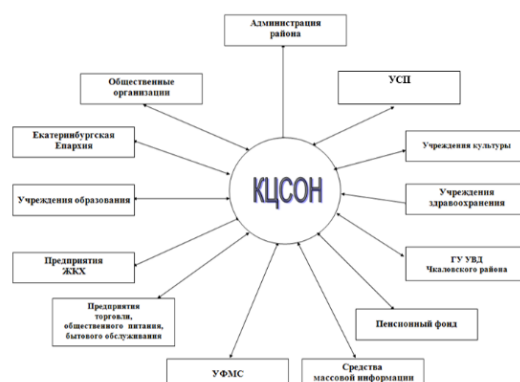 Администрация
района
Общественные
организации
УСП
Екатеринбургская
Епархия
Учреждения культуры
КЦСОН
Учреждения образования
Учреждения
здравоохранения
Предприятия
ЖКХ
ГУ УВД
Чкаловского района
Предприятия
торговли,
общественного питания,
бытового обслуживания
Пенсионный фонд
УФМС
Средства
массовой информации